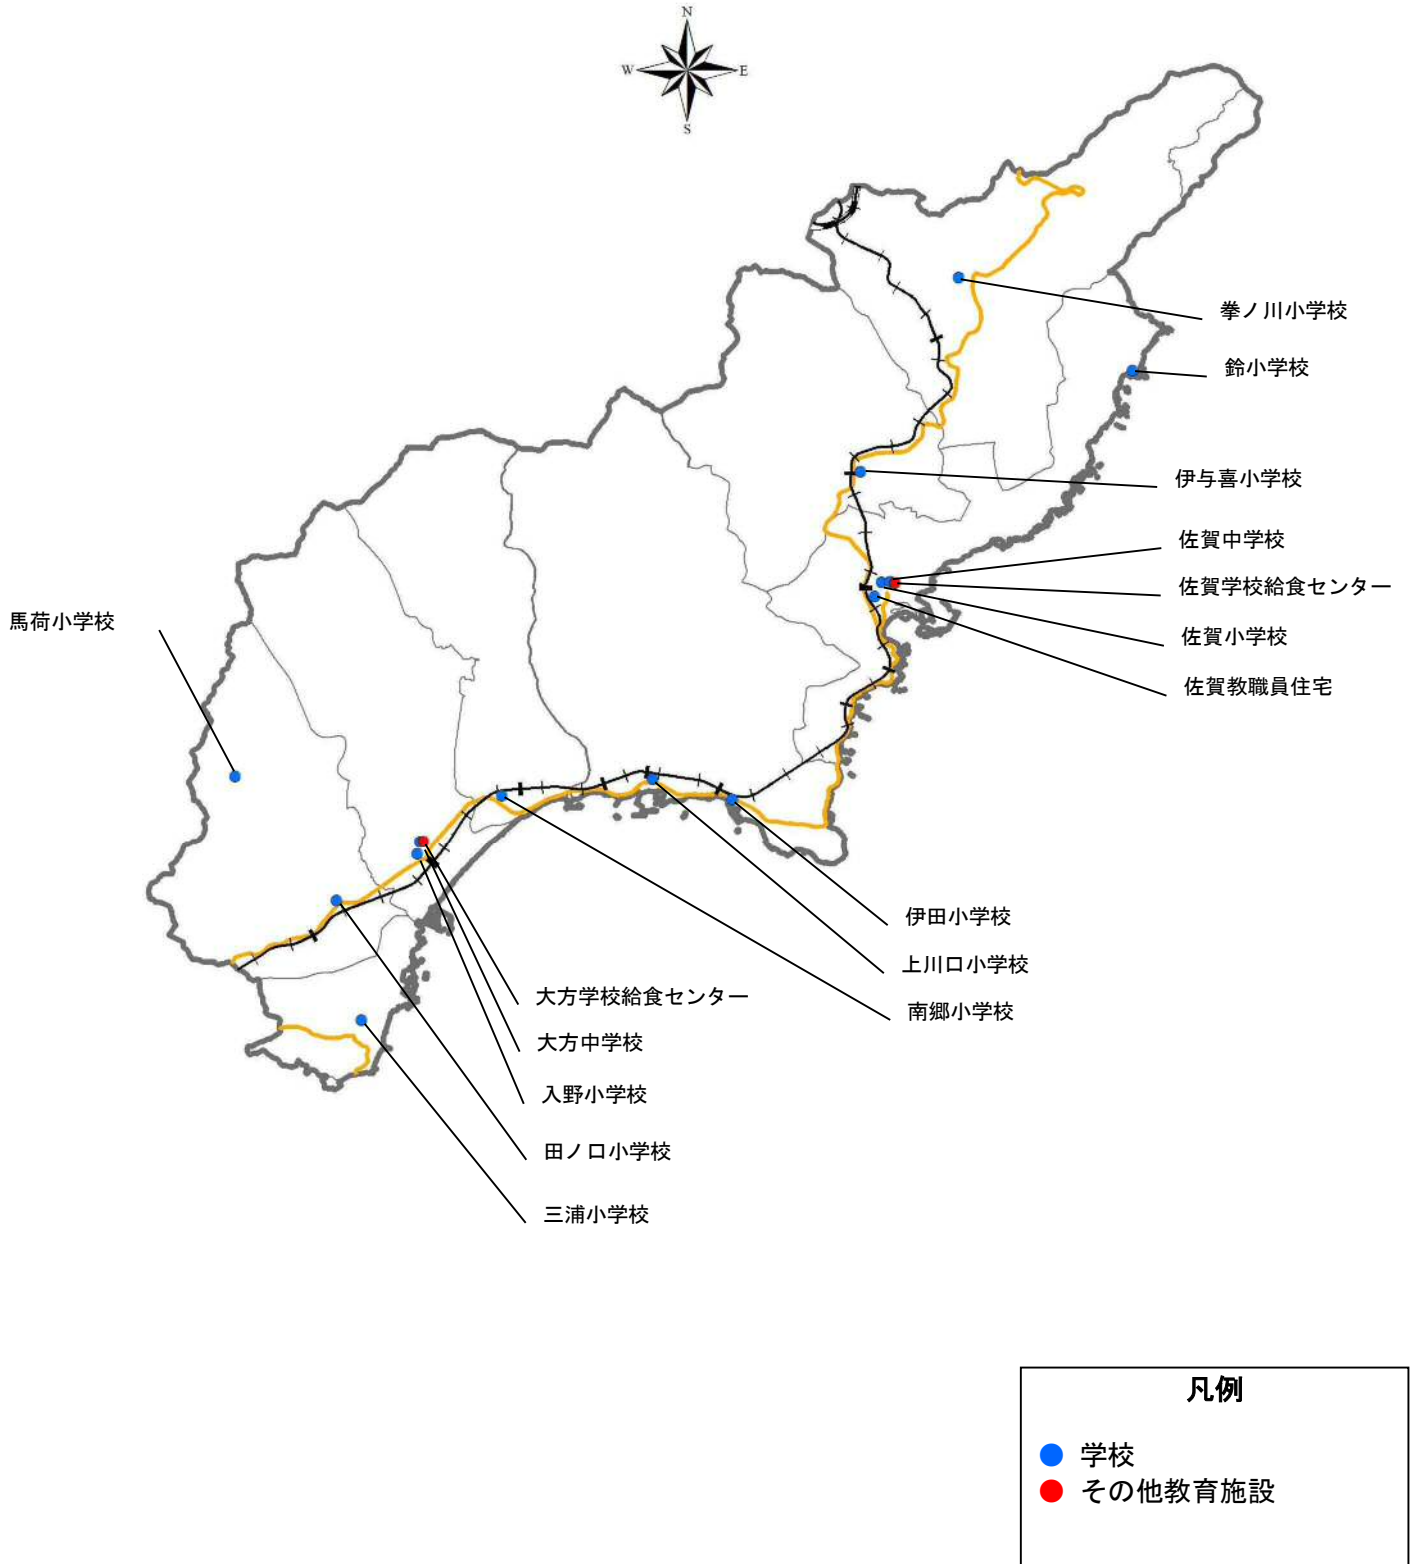 N
W
E
S
拳ノ川小学校
鈴小学校
伊与喜小学校
佐賀中学校
佐賀学校給食センター
佐賀小学校
佐賀教職員住宅
馬荷小学校
伊田小学校
上川口小学校
南郷小学校
大方学校給食センター
大方中学校
入野小学校
田ノ口小学校
三浦小学校
凡例
学校
その他教育施設